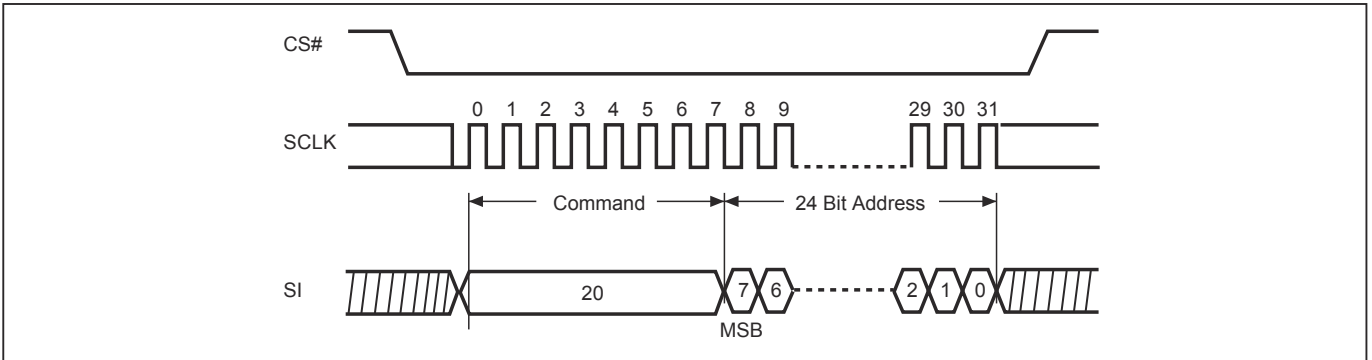 CS#
0 1 2 3 4 5 6 7 8 9 29 30 31
SCLK
Command 24 Bit Address
SI 20 7 6 2 1 0
MSB